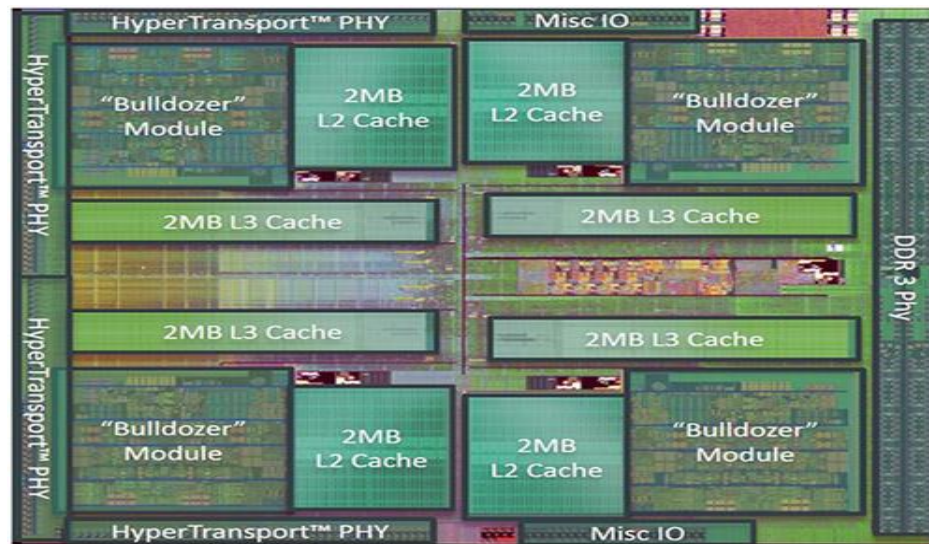 HyperTransport™ PHY
Misc IO
HyperTransport™ PHY
"Bulldozer"
Module
2MB
L2 Cache
2MB
L2 Cache
"Bulldozer"
Module
2MB L3 Cache
2MB L3 Cache
DDR 3 Phy
2MB L3 Cache
2MB L3 Cache
HyperTransport™ PHY
"Bulldozer"
Module
2MB
L2 Cache
2MB
L2 Cache
"Bulldozer"
Module
HyperTransport™ PHY
Misc IO